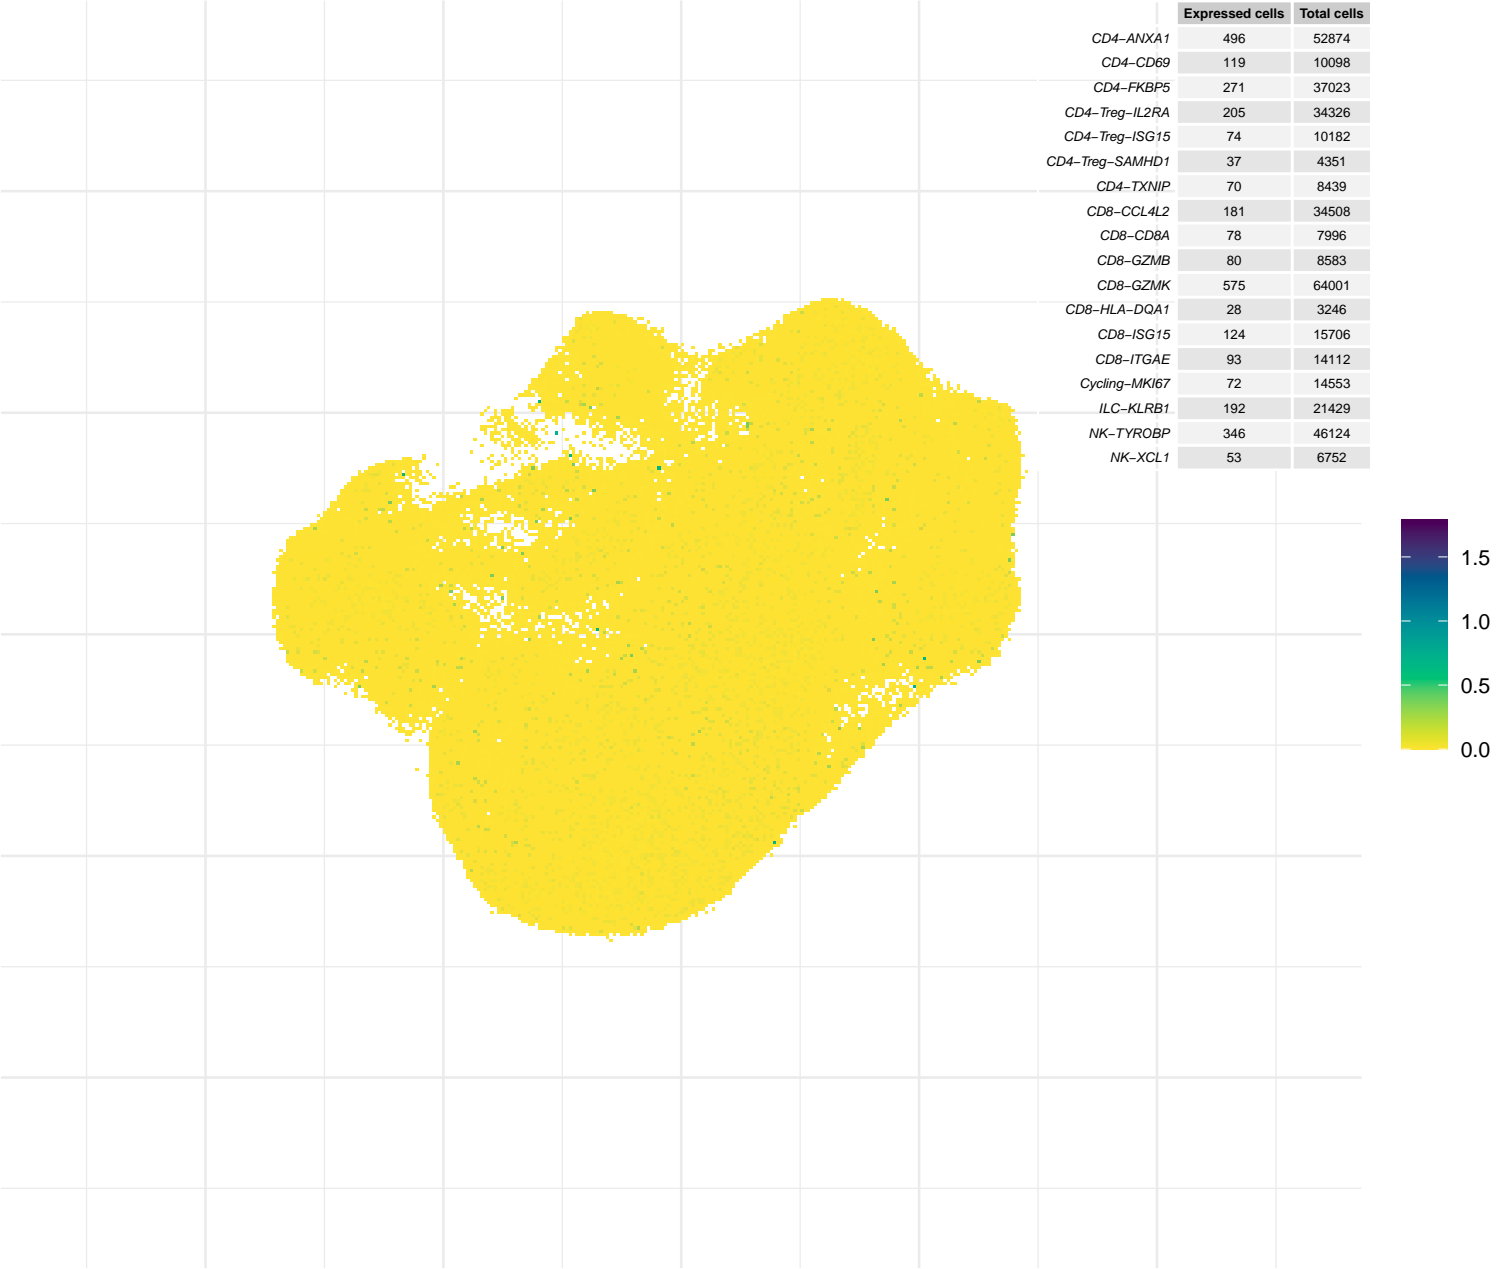 Expressed cells Total cells
CD4−ANXA1 496 52874
CD4−CD69 119 10098
CD4−FKBP5 271 37023
CD4−Treg−IL2RA 205 34326
CD4−Treg−ISG15 74 10182
CD4−Treg−SAMHD1 37 4351
CD4−TXNIP 70 8439
CD8−CCL4L2 181 34508
CD8−CD8A 78 7996
CD8−GZMB 80 8583
CD8−GZMK 575 64001
CD8−HLA−DQA1 28 3246
CD8−ISG15 124 15706
CD8−ITGAE 93 14112
Cycling−MKI67 72 14553
ILC−KLRB1 192 21429
NK−TYROBP 346 46124
NK−XCL1 53 6752
1.5
1.0
0.5
0.0